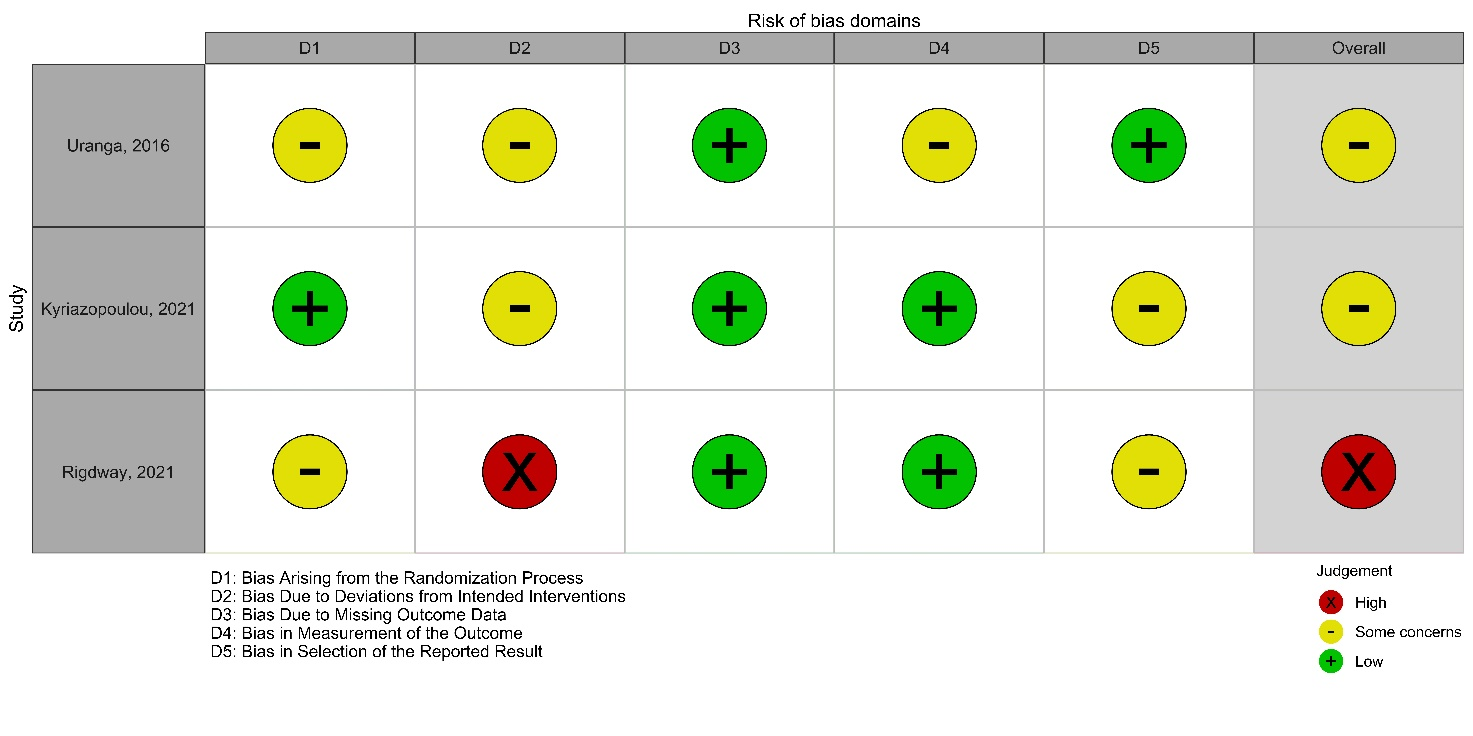 Risk of bias domains
D1 D2 D3 D4 D5 Overall
Study
Uranga, 2016 - - + - + -
Kyriazopoulou, 2021 + - + + - -
Rigdway, 2021 - X + + - X
D1: Bias Arising from the Randomization Process
D2: Bias Due to Deviations from Intended Interventions
D3: Bias Due to Missing Outcome Data
D4: Bias in Measurement of the Outcome
D5: Bias in Selection of the Reported Result
Judgement
X High
- Some concerns
+ Low